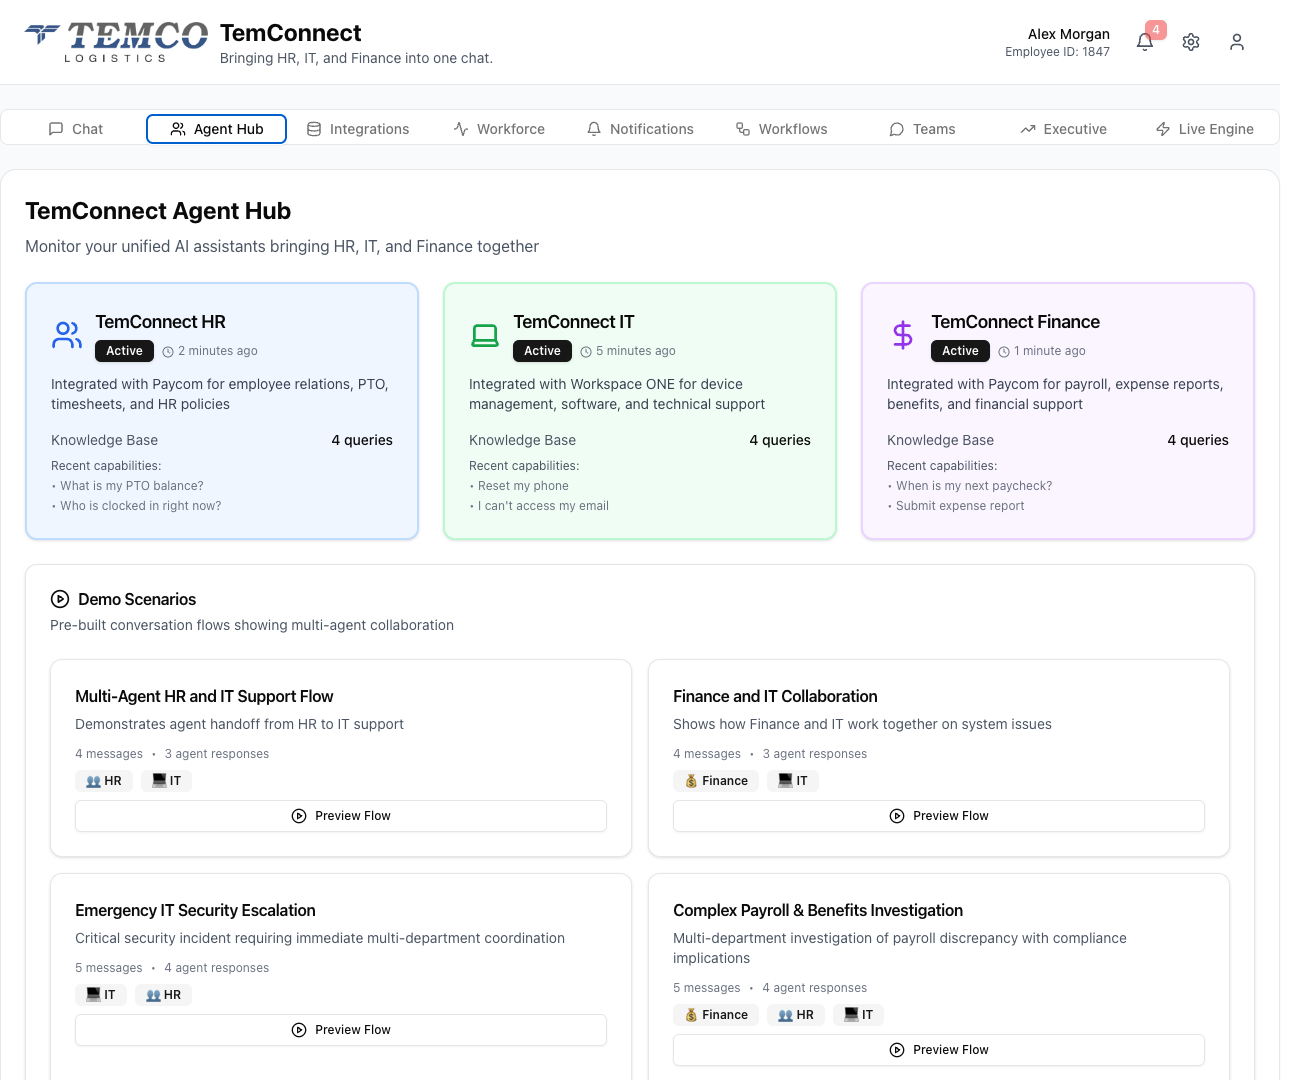 TEMCO
LOGISTICS
TemConnect
Bringing HR, IT, and Finance into one chat.
Alex Morgan
Employee ID: 1847
4
Chat
Agent Hub
Integrations
Workforce
Notifications
Workflows
Teams
Executive
Live Engine
TemConnect Agent Hub
Monitor your unified AI assistants bringing HR, IT, and Finance together
TemConnect HR
Active
2 minutes ago
Integrated with Paycom for employee relations, PTO,
timesheets, and HR policies
Knowledge Base
4 queries
Recent capabilities:
• What is my PTO balance?
• Who is clocked in right now?
TemConnect IT
Active
5 minutes ago
Integrated with Workspace ONE for device
management, software, and technical support
Knowledge Base
4 queries
Recent capabilities:
• Reset my phone
• I can't access my email
TemConnect Finance
Active
1 minute ago
Integrated with Paycom for payroll, expense reports,
benefits, and financial support
Knowledge Base
4 queries
Recent capabilities:
• When is my next paycheck?
• Submit expense report
Demo Scenarios
Pre-built conversation flows showing multi-agent collaboration
Multi-Agent HR and IT Support Flow
Demonstrates agent handoff from HR to IT support
4 messages • 3 agent responses
HR
IT
Preview Flow
Finance and IT Collaboration
Shows how Finance and IT work together on system issues
4 messages • 3 agent responses
Finance
IT
Preview Flow
Emergency IT Security Escalation
Critical security incident requiring immediate multi-department coordination
5 messages • 4 agent responses
IT
HR
Preview Flow
Complex Payroll & Benefits Investigation
Multi-department investigation of payroll discrepancy with compliance
implications
5 messages • 4 agent responses
Finance
HR
IT
Preview Flow